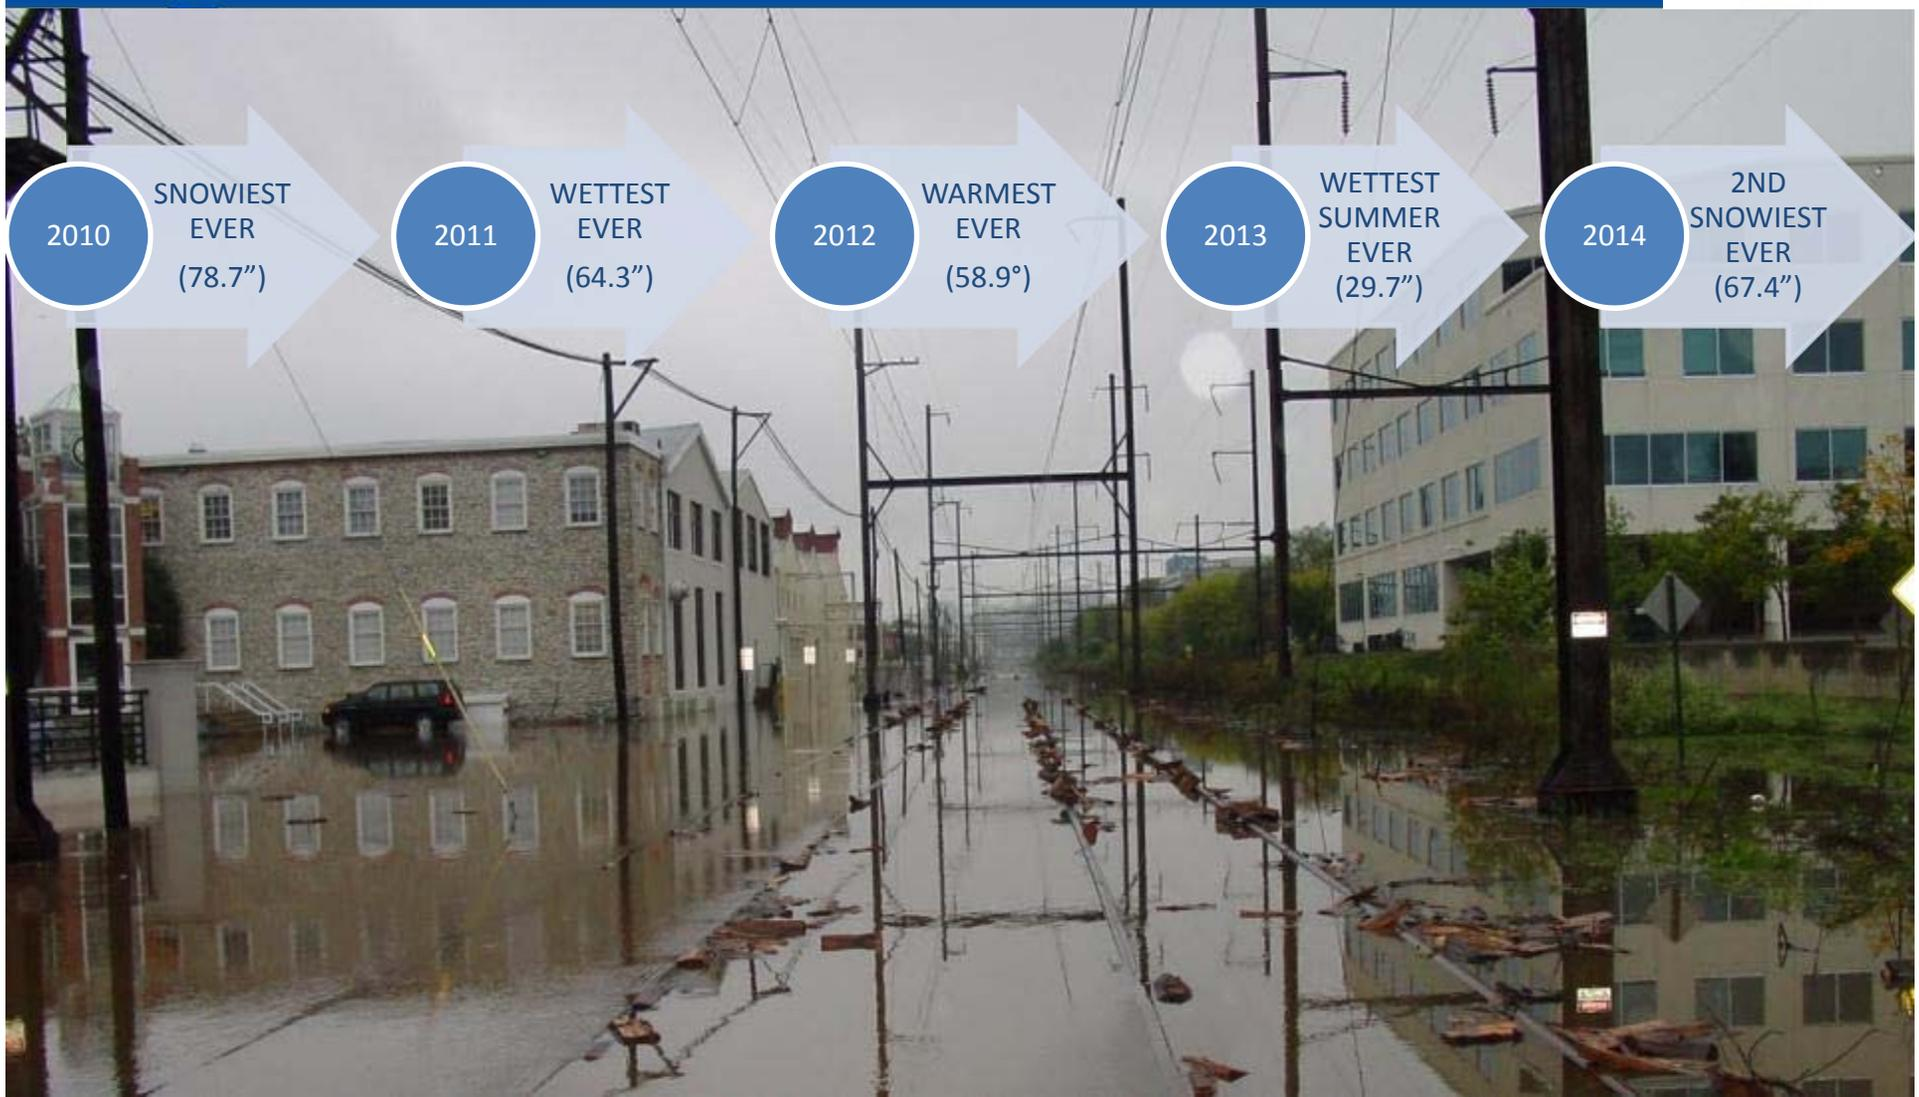 2010
SNOWIEST
EVER
(78.7”)
2011
WETTEST
EVER
(64.3”)
2012
WARMEST
EVER
(58.9°)
2013
WETTEST
SUMMER
EVER
(29.7”)
2014
2ND
SNOWIEST
EVER
(67.4”)